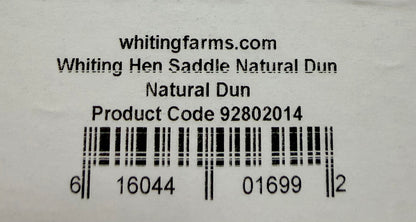 whitingfarms.com
Whiting Hen Saddle Natural Dun
Natural Dun
Product Code 92802014
6 16044 01699 2